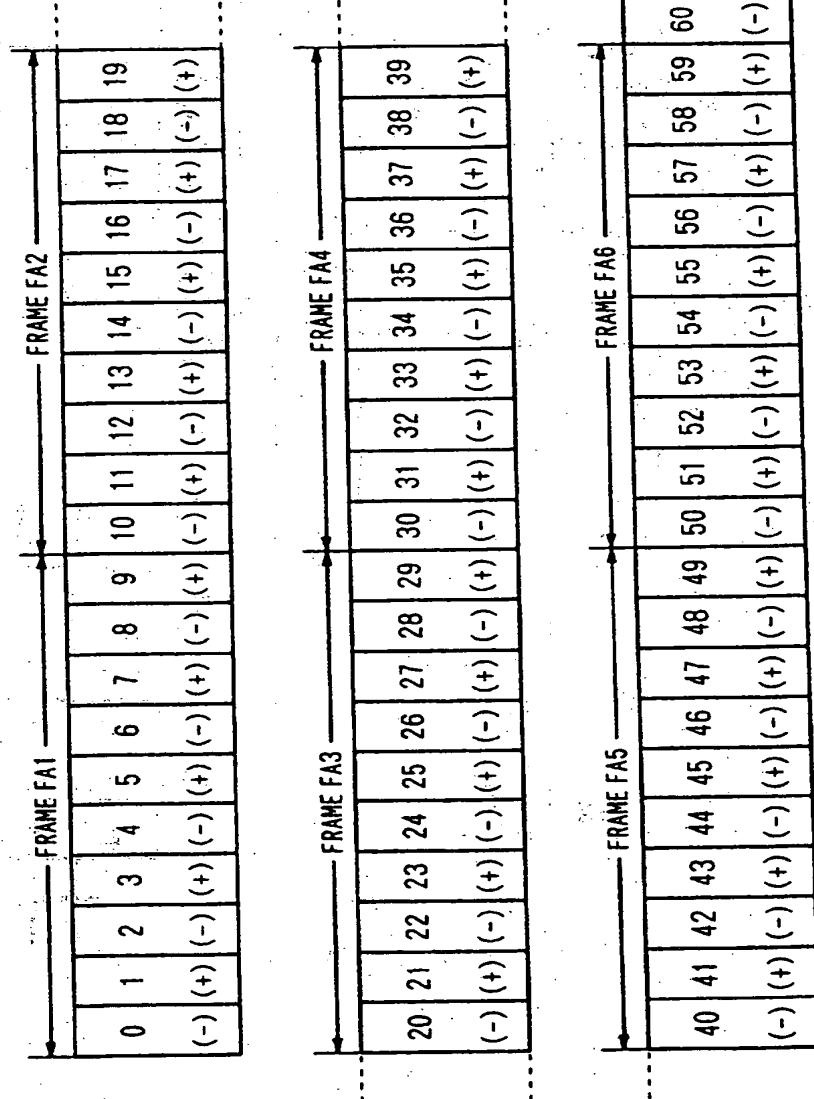 FRAME FA1 FRAME FA2
0 1 2 3 4 5 6 7 8 9 10 11 12 13 14 15 16 17 18 19
(-) (+) (-) (+) (-) (+) (-) (+) (-) (+) (-) (+) (-) (+) (-) (+) (-) (+) (-) (+)
FRAME FA3 FRAME FA4
20 21 22 23 24 25 26 27 28 29 30 31 32 33 34 35 36 37 38 39
(-) (+) (-) (+) (-) (+) (-) (+) (-) (+) (-) (+) (-) (+) (-) (+) (-) (+) (-) (+)
FRAME FA5 FRAME FA6
40 41 42 43 44 45 46 47 48 49 50 51 52 53 54 55 56 57 58 59 60
(-) (+) (-) (+) (-) (+) (-) (+) (-) (+) (-) (+) (-) (+) (-) (+) (-) (+) (-) (+) (-)